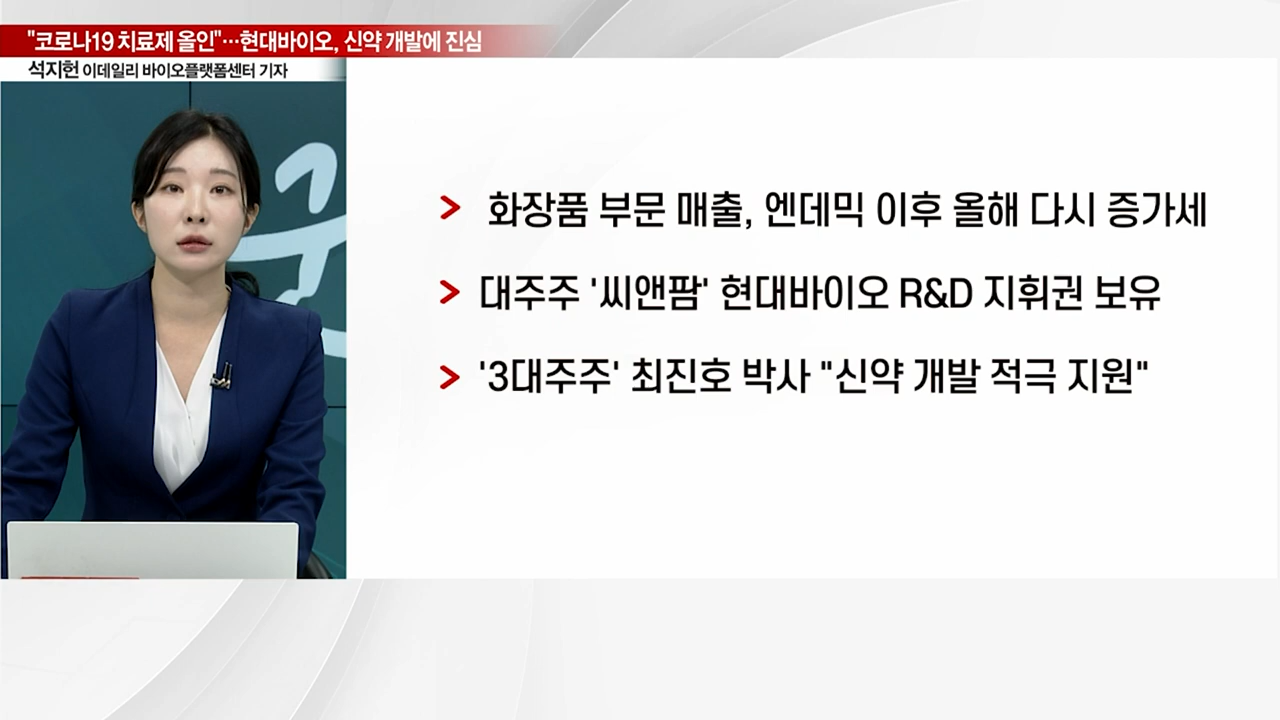 "코로나19 치료제 올인"…현대바이오, 신약 개발에 진심
석지헌 이데일리 바이오플랫폼센터 기자
> 화장품 부문 매출, 엔데믹 이후 올해 다시 증가세
> 대주주 '씨앤팜' 현대바이오 R&D 지휘권 보유
> '3대주주' 최진호 박사 "신약 개발 적극 지원"